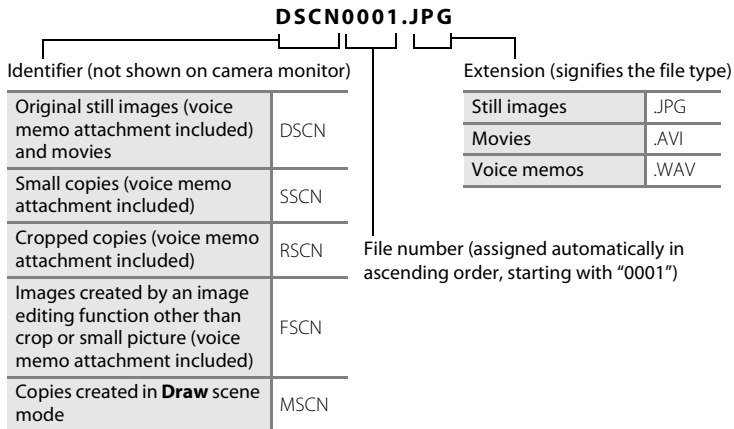 DSCN0001.JPG
Identifier (not shown on camera monitor)
Original still images (voice
memo attachment included)
and movies
DSCN
Small copies (voice memo
attachment included)
SSCN
Cropped copies (voice memo
attachment included)
RSCN
Images created by an image
editing function other than
crop or small picture (voice
memo attachment included)
FSCN
Copies created in Draw scene
mode
MSCN
Extension (signifies the file type)
Still images
.JPG
Movies
.AVI
Voice memos
.WAV
File number (assigned automatically in
ascending order, starting with “0001”)